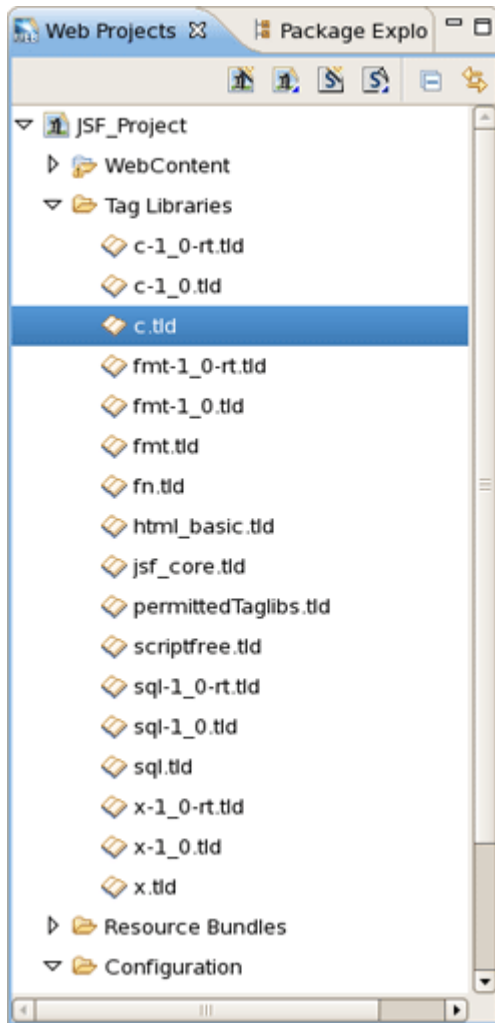 Web Projects Package Explo
JSF_Project
WebContent
Tag Libraries
c-1_0-rt.tld
c-1_0.tld
c.tld
fmt-1_0-rt.tld
fmt-1_0.tld
fmt.tld
fn.tld
html_basic.tld
jsf_core.tld
permittedTaglibs.tld
scriptfree.tld
sql-1_0-rt.tld
sql-1_0.tld
sql.tld
x-1_0-rt.tld
x-1_0.tld
x.tld
Resource Bundles
Configuration